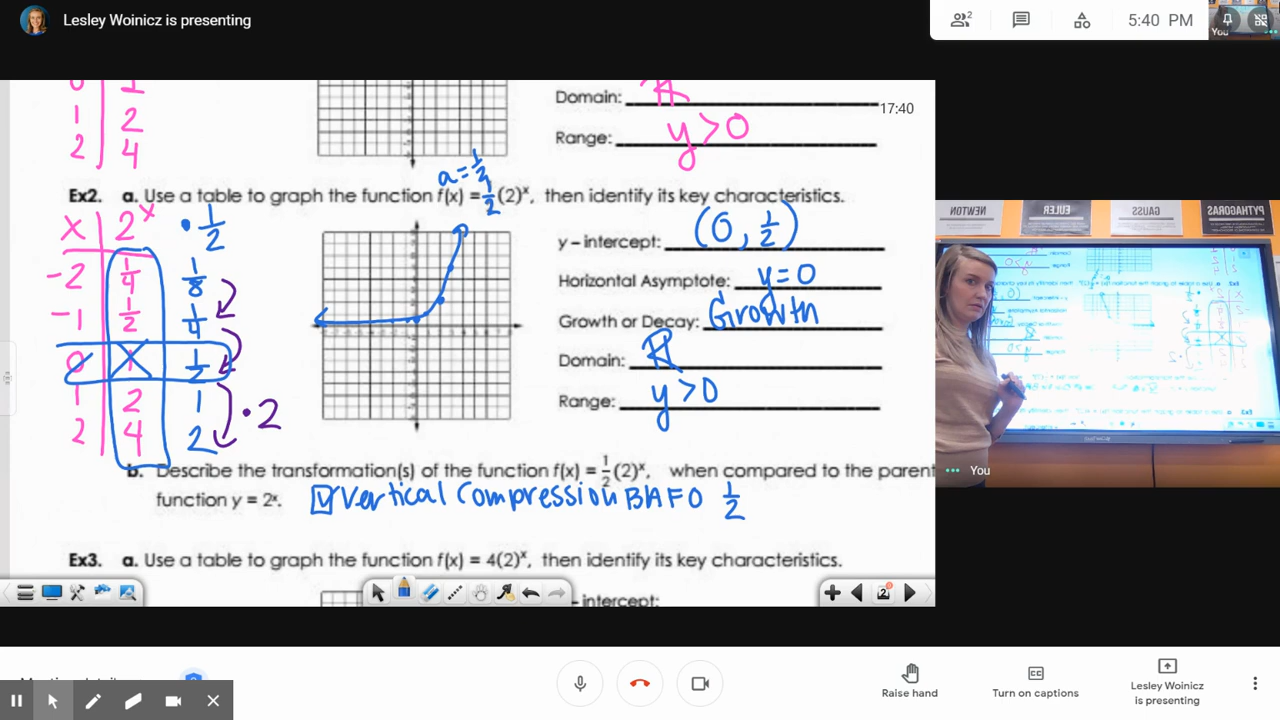 Lesley Woinicz is presenting
2
5:40 PM
You
1 2
2 4
Domain: ℝ
Range: y>0
17:40
a=1/2
Ex2. a. Use a table to graph the function f(x) = 1/2 (2)ˣ, then identify its key characteristics.
x 2ˣ ·1/2
-2 1/4 1/8
-1 1/2 1/4
0 1 1/2
1 2 1
2 4 2
·2
y – intercept: (0, 1/2)
Horizontal Asymptote: y=0
Growth or Decay: Growth
Domain: ℝ
Range: y>0
b. Describe the transformation(s) of the function f(x) = 1/2 (2)ˣ, when compared to the parent
function y = 2ˣ. Vertical Compression BAFO 1/2
Ex3. a. Use a table to graph the function f(x) = 4(2)ˣ, then identify its key characteristics.
– intercept:
2
NEWTON
EULER
GAUSS
PYTHAGORAS
You
Raise hand
Turn on captions
Lesley Woinicz
is presenting